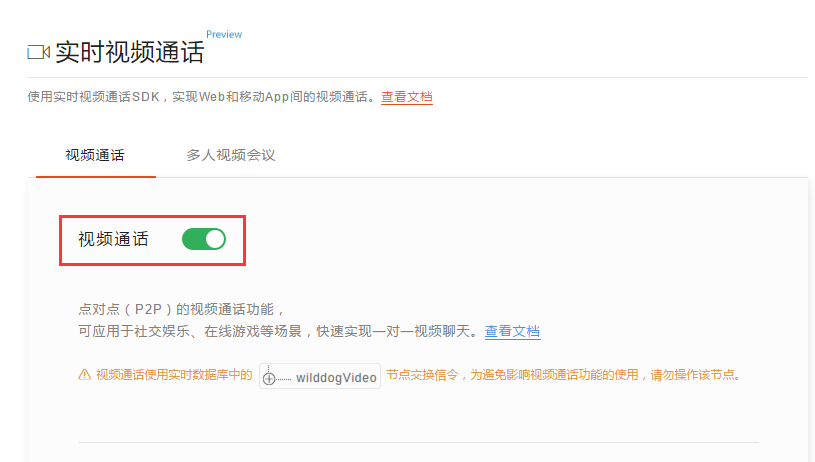 实时视频通话 Preview
使用实时视频通话SDK，实现Web和移动App间的视频通话。查看文档
视频通话 多人视频会议
视频通话
点对点（P2P）的视频通话功能，
可应用于社交娱乐、在线游戏等场景，快速实现一对一视频聊天。查看文档
视频通话使用实时数据库中的 wilddogVideo 节点交换信令，为避免影响视频通话功能的使用，请勿操作该节点。